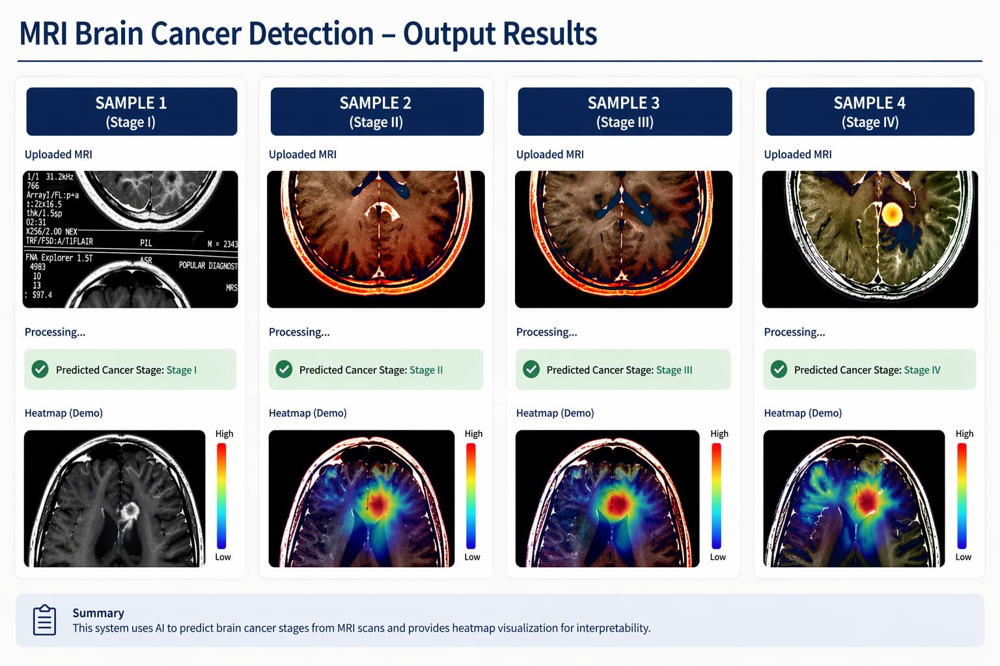 MRI Brain Cancer Detection – Output Results
SAMPLE 1
(Stage I)
Uploaded MRI
1/1 31.2kHz
766
ArrayI/FL:p+a
t:22x16.5
thk/1.5sp
02:31
X256/2.00 NEX
TRF/FSD:A/T1FLAIR
PIL
N = 2343
FNA Explorer 1.5T
ASR
POPULAR DIAGNOST
4983
10
13
MRS
: $97.4
Processing...
Predicted Cancer Stage: Stage I
Heatmap (Demo)
High
Low
SAMPLE 2
(Stage II)
Uploaded MRI
Processing...
Predicted Cancer Stage: Stage II
Heatmap (Demo)
High
Low
SAMPLE 3
(Stage III)
Uploaded MRI
Processing...
Predicted Cancer Stage: Stage III
Heatmap (Demo)
High
Low
SAMPLE 4
(Stage IV)
Uploaded MRI
Processing...
Predicted Cancer Stage: Stage IV
Heatmap (Demo)
High
Low
Summary
This system uses AI to predict brain cancer stages from MRI scans and provides heatmap visualization for interpretability.